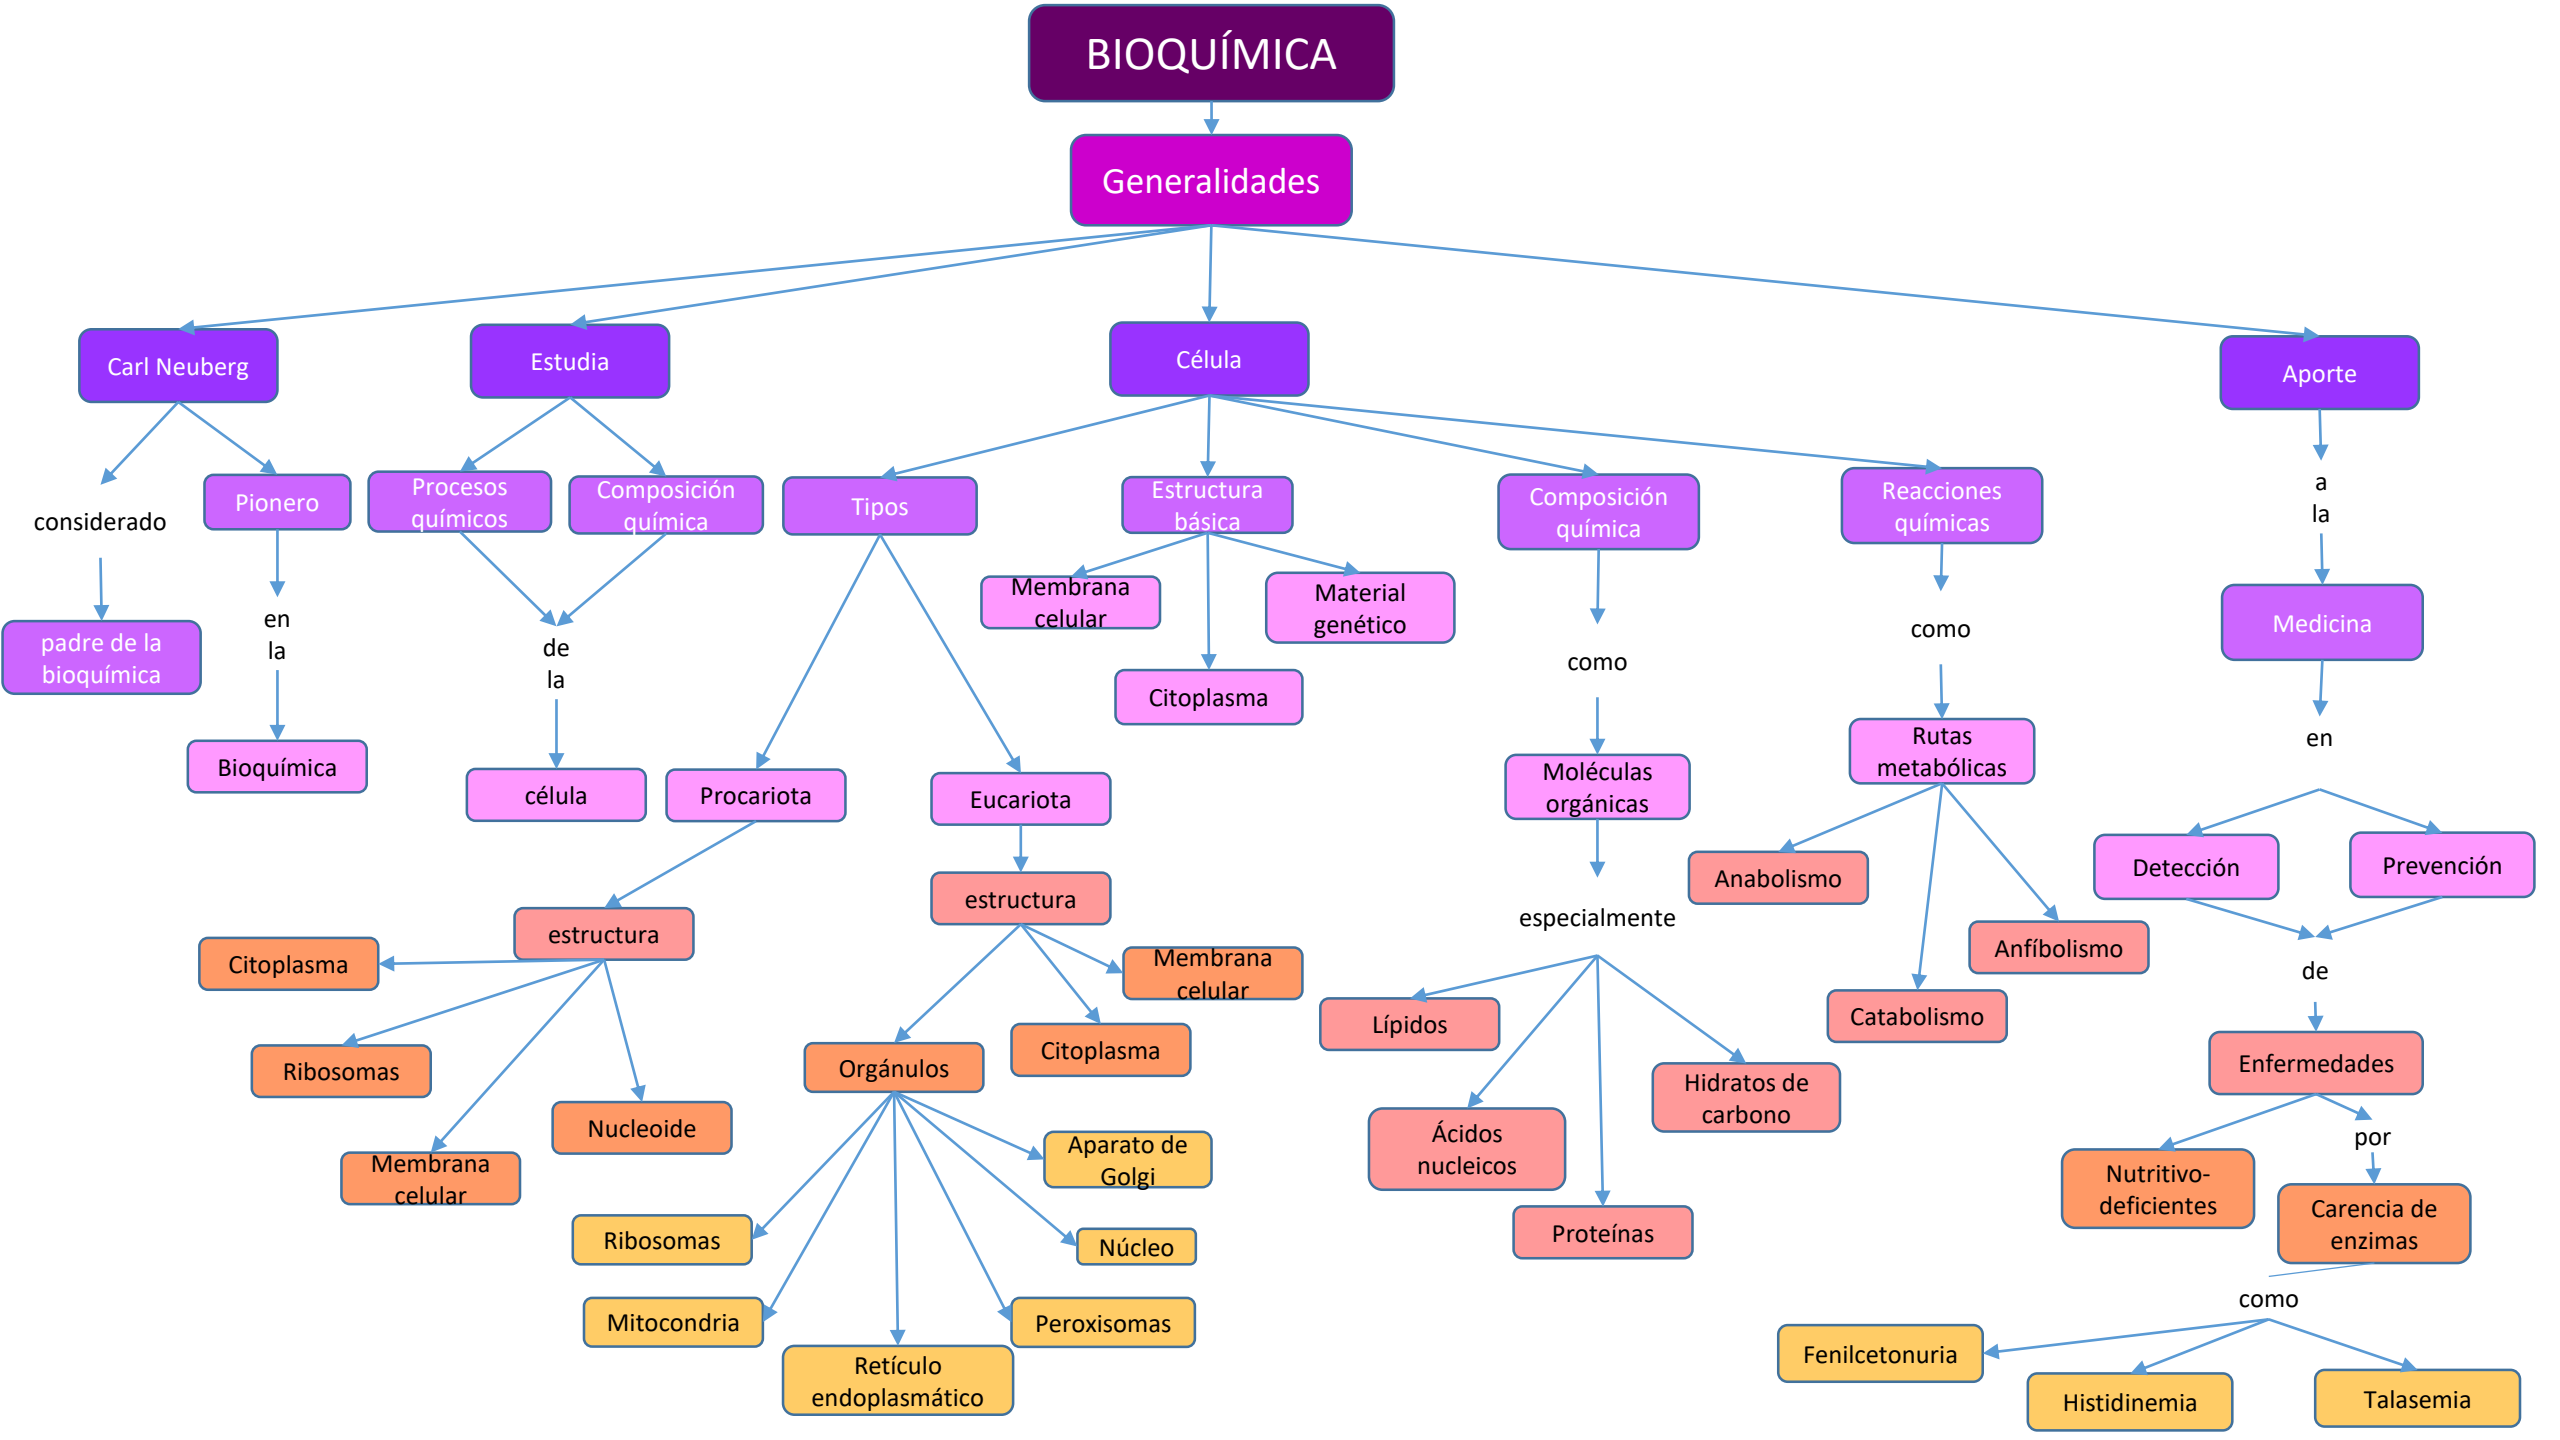 BIOQUÍMICA
Generalidades
Carl Neuberg
Estudia
Célula
Aporte
considerado
Pionero
Procesos
químicos
Composición
química
Tipos
Estructura
básica
Composición
química
Reacciones
químicas
a
la
padre de la
bioquímica
en
la
de
la
Membrana
celular
Material
genético
Citoplasma
como
como
Medicina
Bioquímica
célula
Procariota
Eucariota
Moléculas
orgánicas
Rutas
metabólicas
en
estructura
estructura
especialmente
Anabolismo
Anfíbolismo
Catabolismo
Detección
Prevención
de
Citoplasma
Ribosomas
Membrana
celular
Nucleoide
Orgánulos
Citoplasma
Membrana
celular
Lípidos
Ácidos
nucleicos
Proteínas
Hidratos de
carbono
Enfermedades
Nutritivo-
deficientes
por
Carencia de
enzimas
Ribosomas
Mitocondria
Retículo
endoplasmático
Peroxisomas
Núcleo
Aparato de
Golgi
como
Fenilcetonuria
Histidinemia
Talasemia